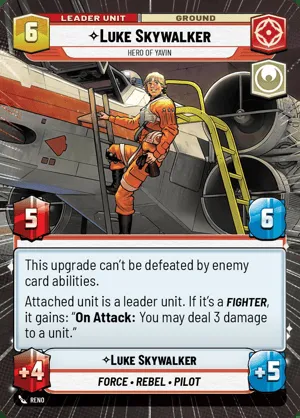 LEADER UNIT
GROUND
6
✧LUKE SKYWALKER
HERO OF YAVIN
5
6
This upgrade can't be defeated by enemy
card abilities.
Attached unit is a leader unit. If it's a FIGHTER,
it gains: "On Attack: You may deal 3 damage
to a unit."
✧LUKE SKYWALKER
+4
FORCE • REBEL • PILOT
+5
RENO